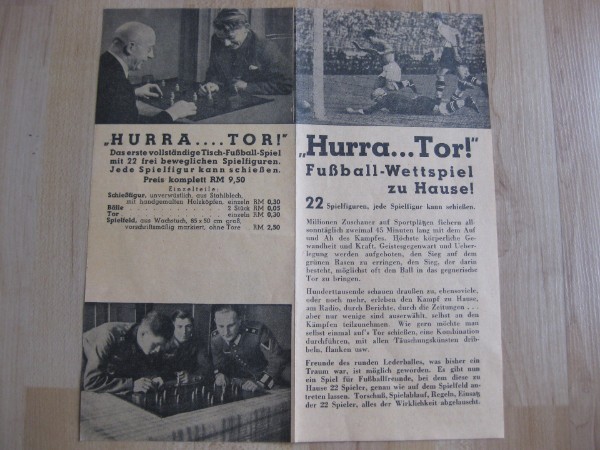 „HURRA....TOR!"
Das erste vollständige Tisch-Fußball-Spiel
mit 22 frei beweglichen Spielfiguren.
Jede Spielfigur kann schießen.
Preis komplett RM 9,50
Einzelteile:
Schießfigur, unverwüstlich, aus Stahlblech,
mit handgemalten Holzköpfen, einzeln RM 0,30
Bälle 2 Stück RM 0,05
Tor einzeln RM 0,30
Spielfeld, aus Wachstuch, 85x50 cm groß,
vorschriftsmäßig markiert, ohne Tore RM 2,50
„Hurra...Tor!"
Fußball-Wettspiel
zu Hause!
22 Spielfiguren, jede Spielfigur kann schießen.
Millionen Zuschauer auf Sportplätzen fiebern all-
sonntäglich zweimal 45 Minuten lang mit dem Auf
und Ab des Kampfes. Höchste körperliche Ge-
wandheit und Kraft, Geistesgegenwart und Ueber-
legung werden aufgeboten, den Sieg auf dem
grünen Rasen zu erringen, den Sieg, der darin
besteht, möglichst oft den Ball in das gegnerische
Tor zu bringen.
Hunderttausende schauen draußen zu, ebensoviele,
oder noch mehr, erleben den Kampf zu Hause,
am Radio, durch Berichte, durch die Zeitungen ...
aber nur wenige sind auserwählt, selbst zu den
Kämpfen teilzunehmen. Wie gern möchte man
selbst einmal auf's Tor schießen, eine Kombination
durchführen, mit allen Täuschungskünsten drib-
beln, flanken usw.
Freunde des runden Lederballes, was bisher ein
Traum war, ist möglich geworden. Es gibt nun
ein Spiel für Fußballfreunde, bei dem diese zu
Hause 22 Spieler, genau wie auf dem Spielfeld an-
treten lassen. Torschuß, Spielablauf, Regeln, Einsatz
der 22 Spieler, alles der Wirklichkeit abgelauscht.